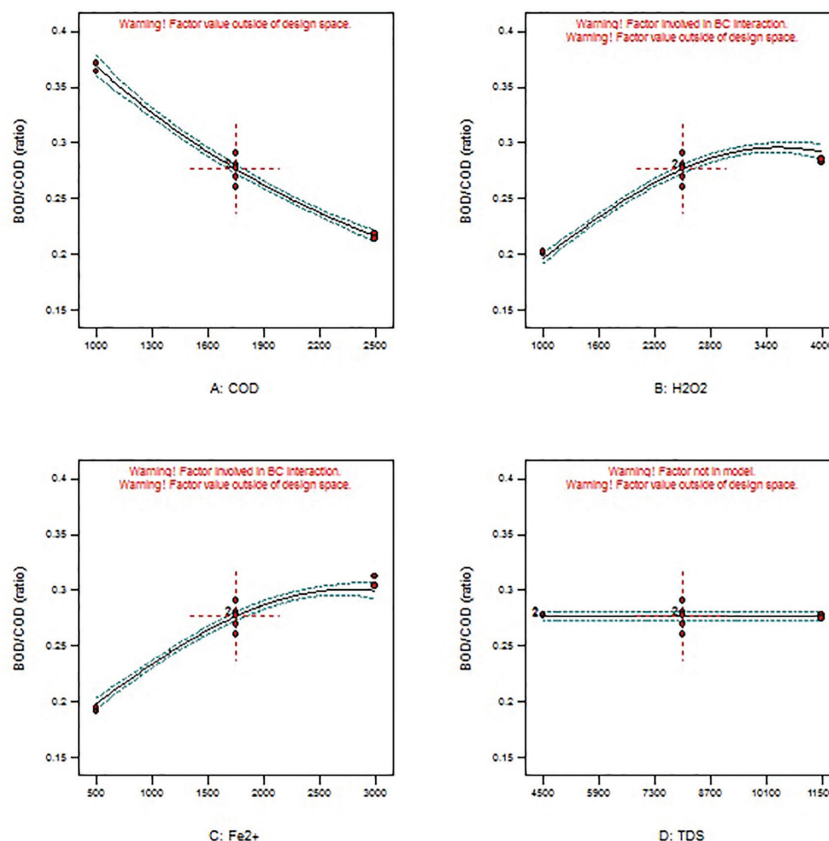 Warning! Factor value outside of design space.
0.4
0.35
0.3
0.25
0.2
0.15
BOD/COD (ratio)
2
1000 1300 1600 1900 2200 2500
A: COD
Warning! Factor involved in BC interaction.
Warning! Factor value outside of design space.
0.4
0.35
0.3
0.25
0.2
0.15
BOD/COD (ratio)
2
1000 1600 2200 2800 3400 400
B: H2O2
Warning! Factor involved in BC interaction.
Warning! Factor value outside of design space.
0.4
0.35
0.3
0.25
0.2
0.15
BOD/COD (ratio)
2
500 1000 1500 2000 2500 3000
C: Fe2+
Warning! Factor not in model.
Warning! Factor value outside of design space.
0.4
0.35
0.3
0.25
0.2
0.15
BOD/COD (ratio)
2 2
4500 5900 7300 8700 10100 1150
D: TDS